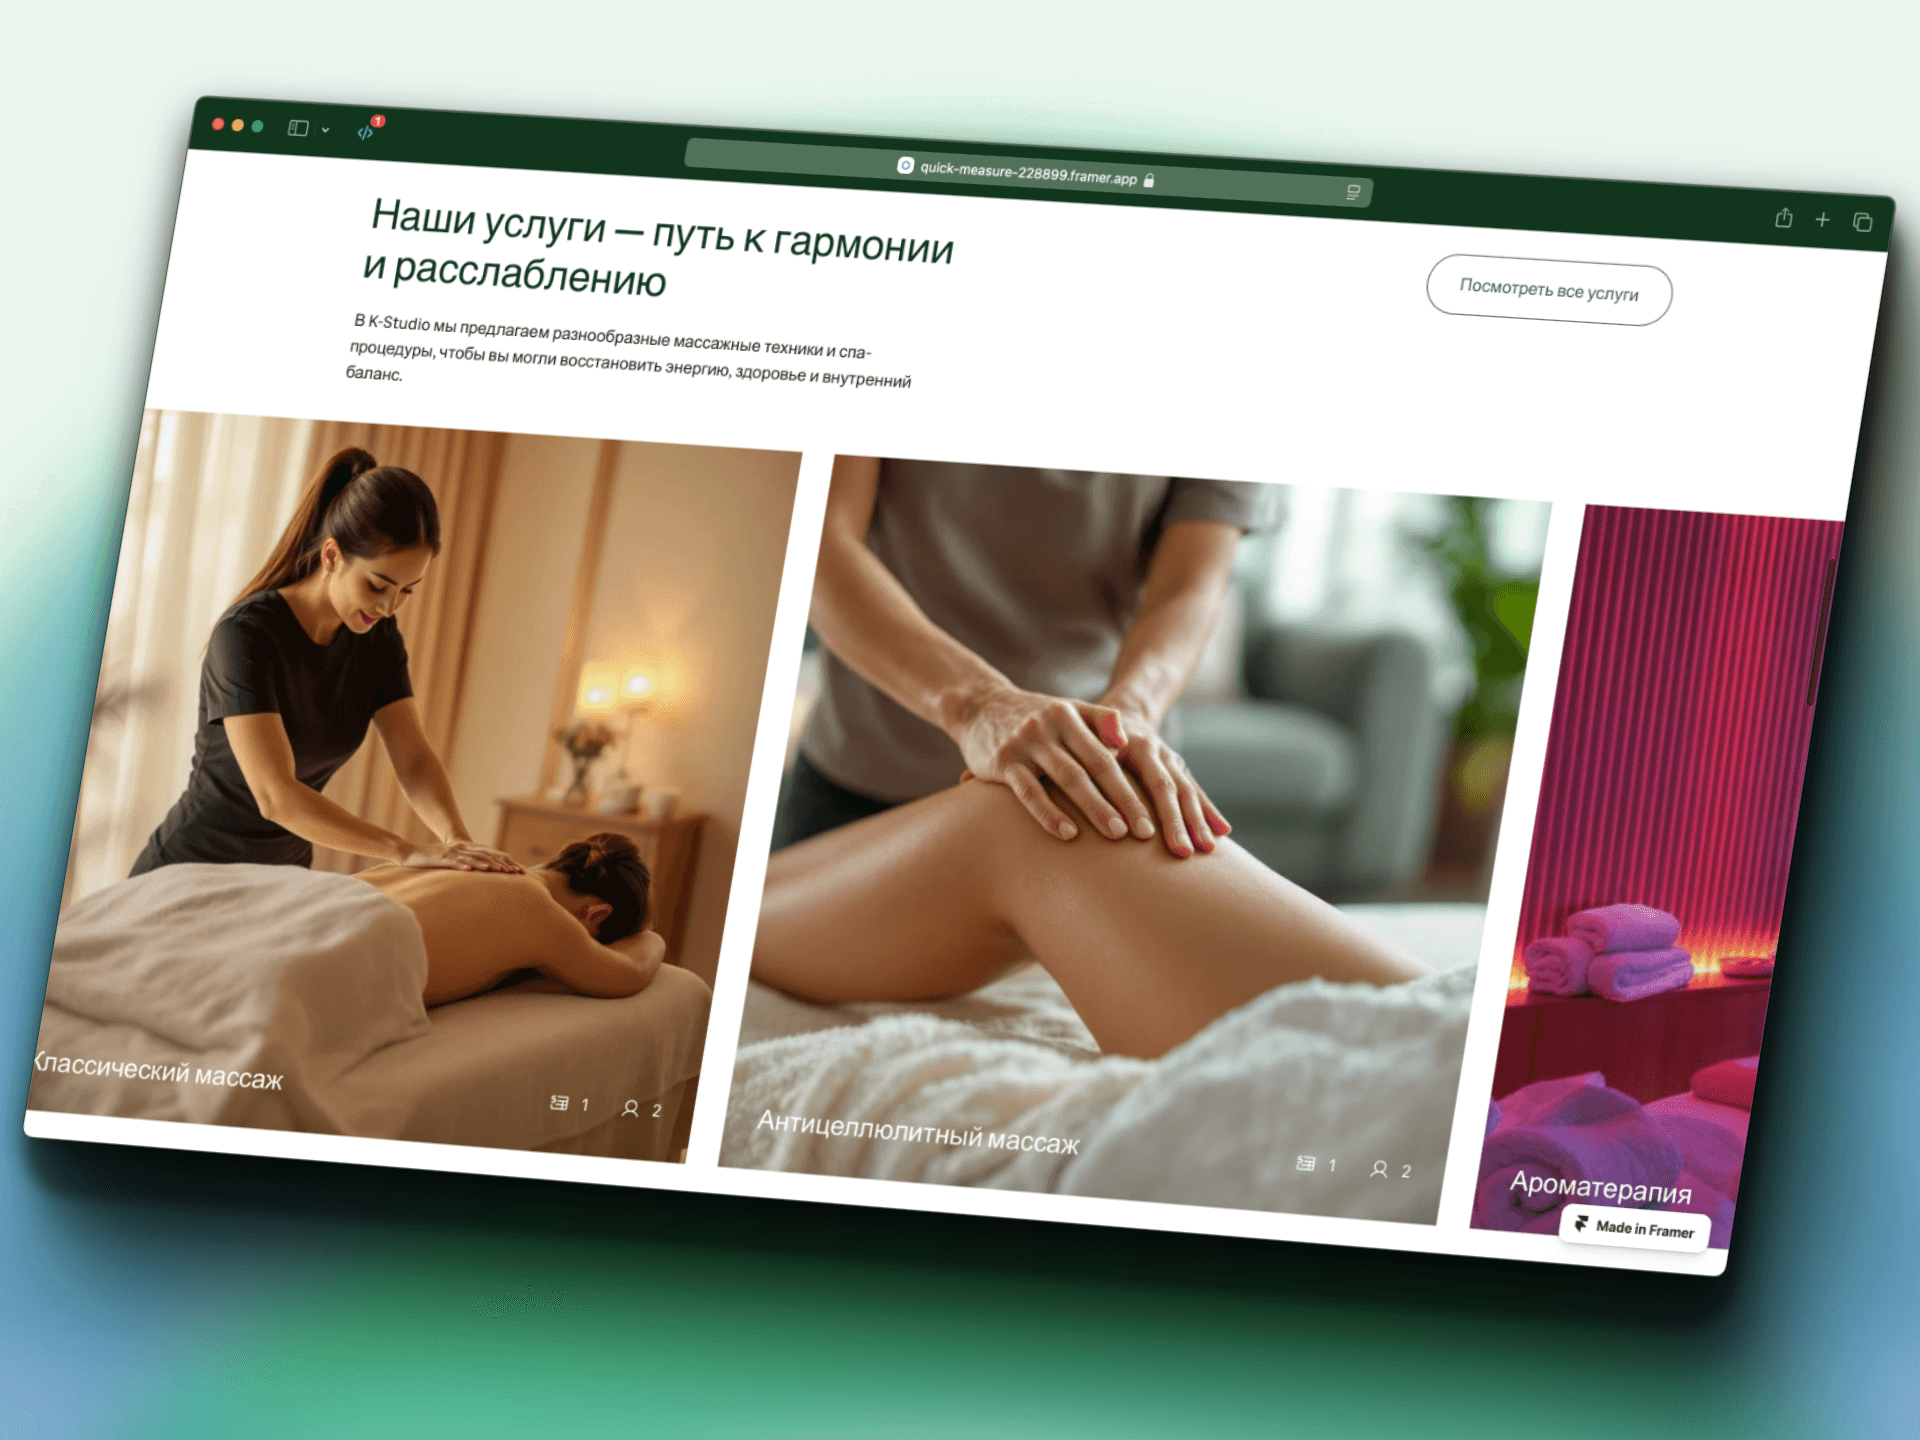 1
quick-measure-228899.framer.app
Наши услуги — путь к гармонии
и расслаблению
Посмотреть все услуги
В K-Studio мы предлагаем разнообразные массажные техники и спа-
процедуры, чтобы вы могли восстановить энергию, здоровье и внутренний
баланс.
Классический массаж
1 2
Антицеллюлитный массаж
1 2
Ароматерапия
Made in Framer